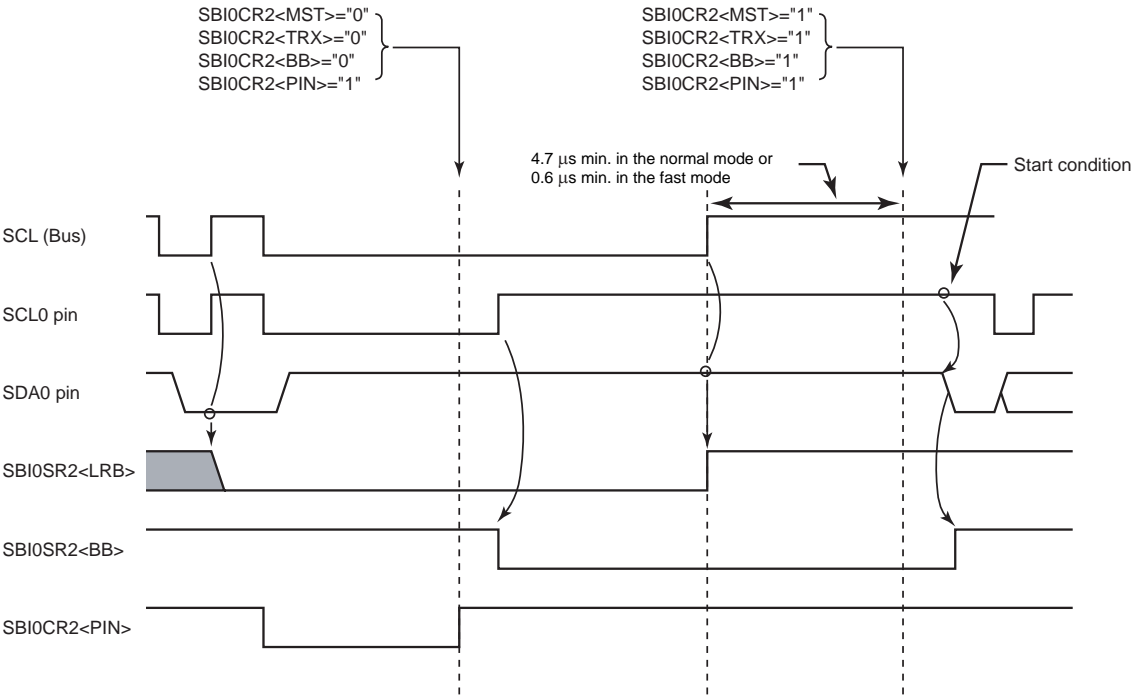 SBI0CR2<MST>="0"
SBI0CR2<TRX>="0"
SBI0CR2<BB>="0"
SBI0CR2<PIN>="1"
SBI0CR2<MST>="1"
SBI0CR2<TRX>="1"
SBI0CR2<BB>="1"
SBI0CR2<PIN>="1"
4.7 μs min. in the normal mode or
0.6 μs min. in the fast mode
Start condition
SCL (Bus)
SCL0 pin
SDA0 pin
SBI0SR2<LRB>
SBI0SR2<BB>
SBI0CR2<PIN>